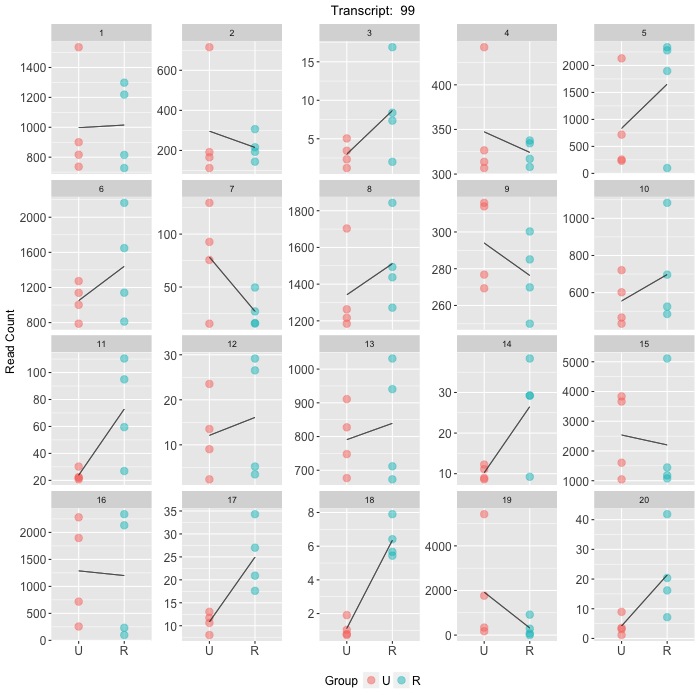 Transcript: 99
1 2 3 4 5
1400 1200 1000 800
600 400 200
15 10 5
400 350 300
2000 1500 1000 500 0
6 7 8 9 10
2000 1600 1200 800
100 50
1800 1600 1400 1200
300 280 260
1000 800 600
Read Count
11 12 13 14 15
100 80 60 40 20
30 20 10
1000 900 800 700
30 20 10
5000 4000 3000 2000 1000
16 17 18 19 20
2000 1500 1000 500 0
35 30 25 20 15 10
8 6 4 2
4000 2000 0
40 30 20 10 0
U R U R U R U R U R
Group U R